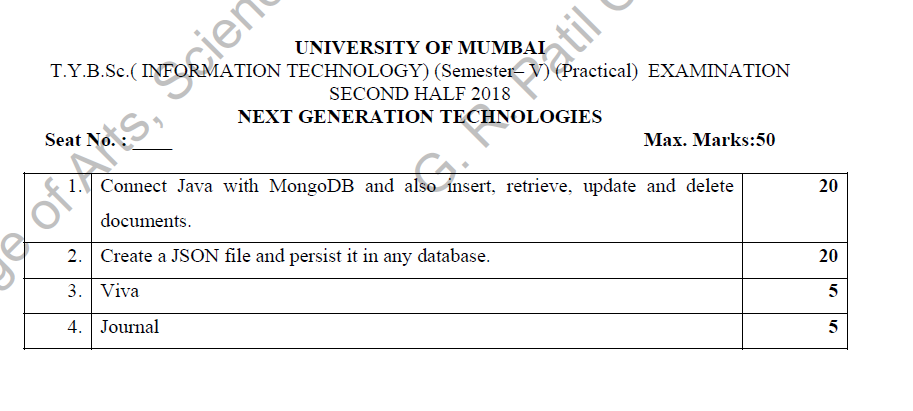 UNIVERSITY OF MUMBAI
T.Y.B.Sc.( INFORMATION TECHNOLOGY) (Semester– V) (Practical) EXAMINATION
SECOND HALF 2018
NEXT GENERATION TECHNOLOGIES
Seat No. : ____ Max. Marks:50
1. Connect Java with MongoDB and also insert, retrieve, update and delete 20
documents.
2. Create a JSON file and persist it in any database. 20
3. Viva 5
4. Journal 5
of Arts,
G. R. Patil